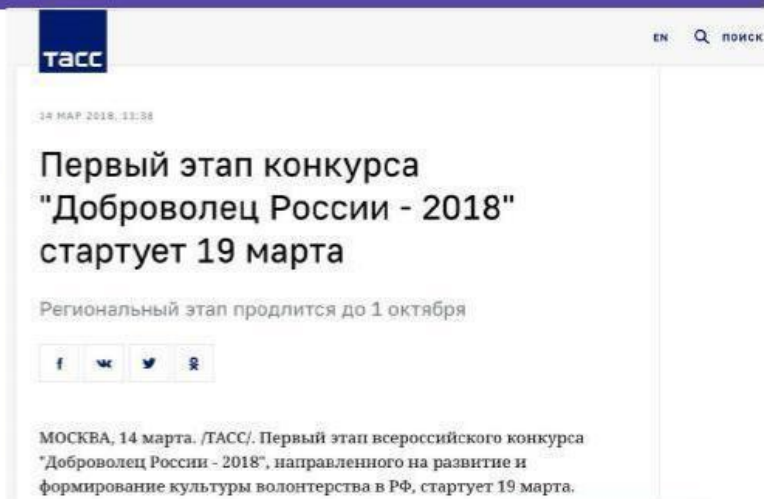 тасс
EN ПОИСК
14 МАР 2018, 13:38
Первый этап конкурса
"Доброволец России - 2018"
стартует 19 марта
Региональный этап продлится до 1 октября
МОСКВА, 14 марта. /ТАСС/. Первый этап всероссийского конкурса
"Доброволец России - 2018", направленного на развитие и
формирование культуры волонтерства в РФ, стартует 19 марта.